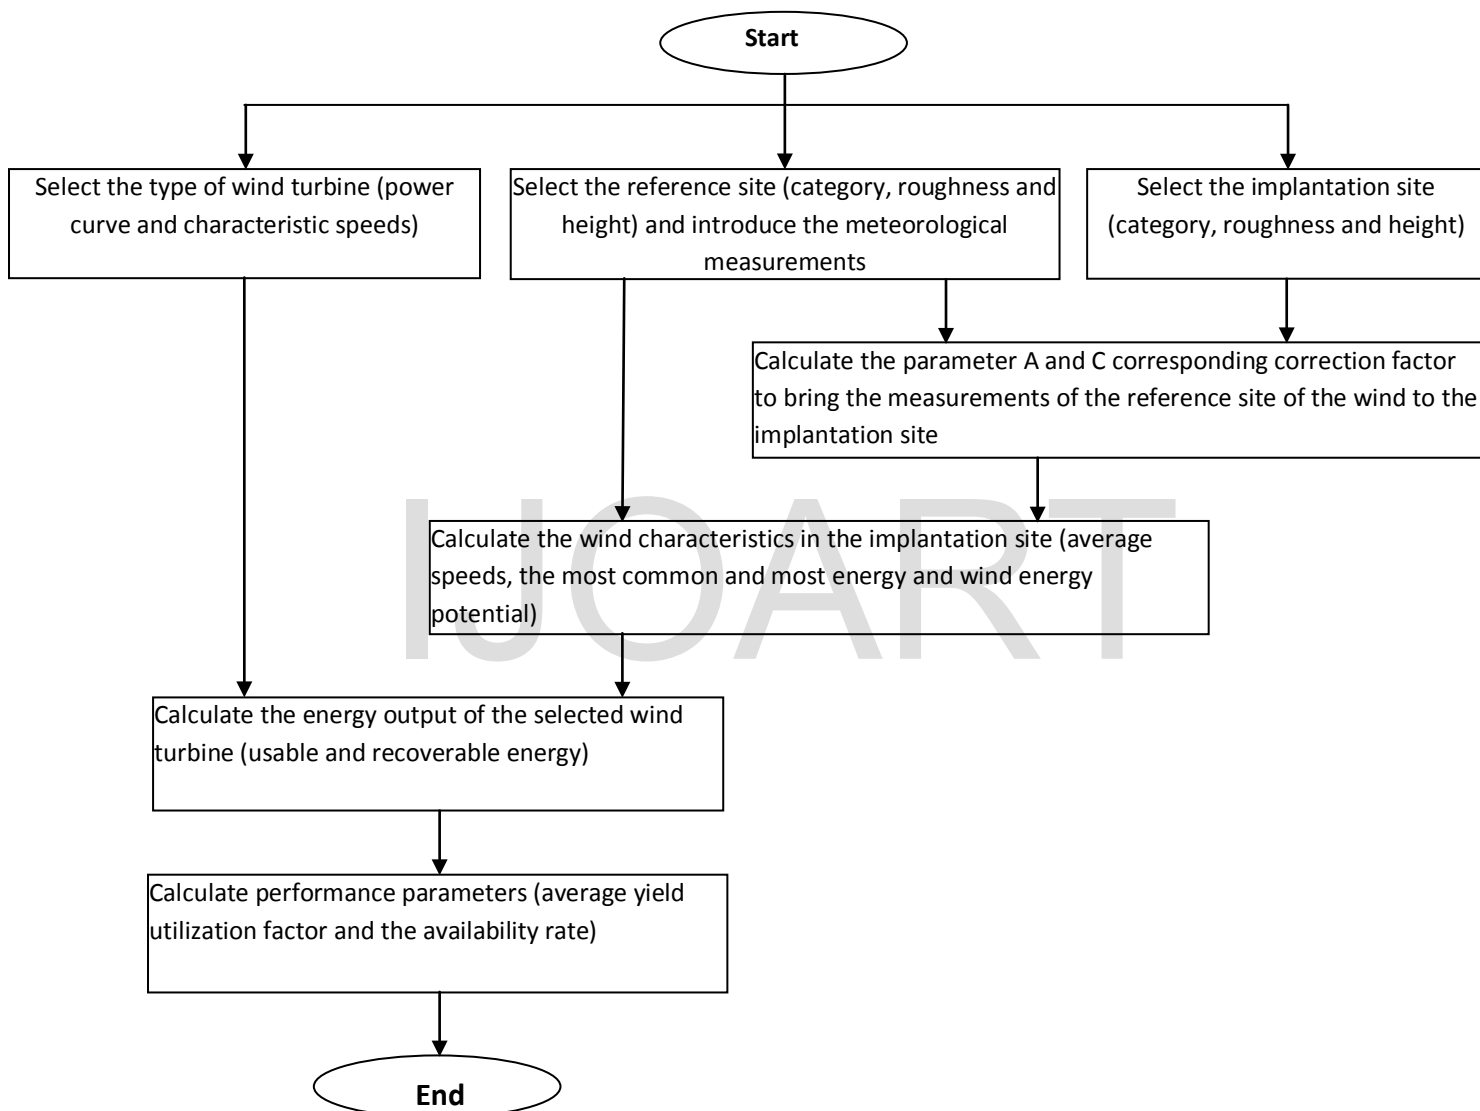 Start
Select the type of wind turbine (power
curve and characteristic speeds)
Select the reference site (category, roughness and
height) and introduce the meteorological
measurements
Select the implantation site
(category, roughness and height)
Calculate the parameter A and C corresponding correction factor
to bring the measurements of the reference site of the wind to the
implantation site
IJOART
Calculate the wind characteristics in the implantation site (average
speeds, the most common and most energy and wind energy
potential)
Calculate the energy output of the selected wind
turbine (usable and recoverable energy)
Calculate performance parameters (average yield
utilization factor and the availability rate)
End